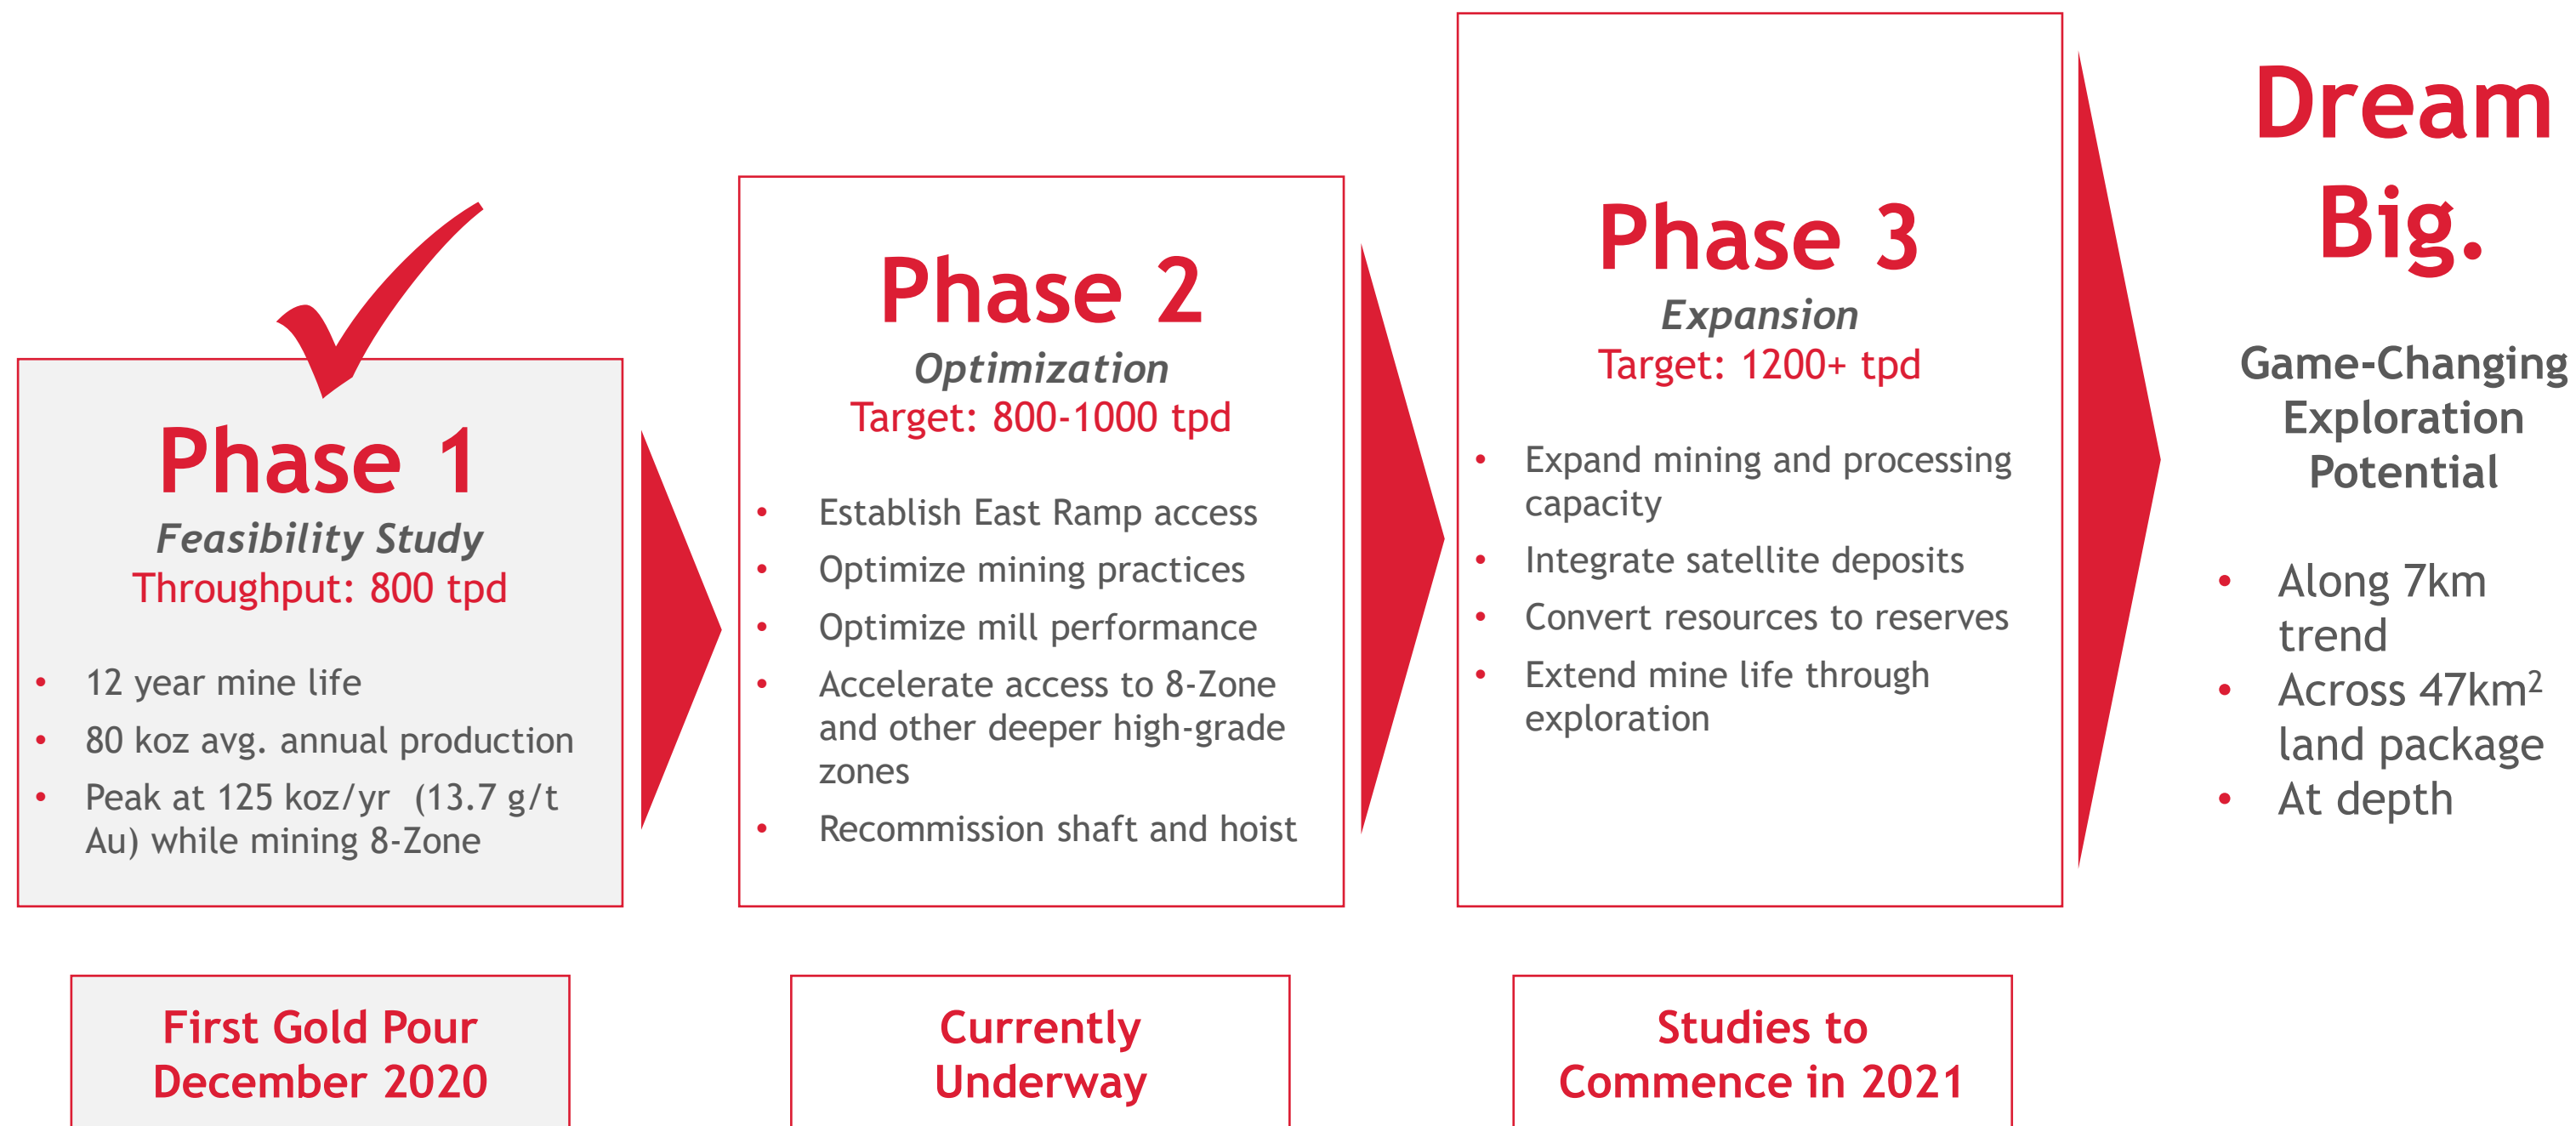 Phase 1
Feasibility Study
Throughput: 800 tpd
• 12 year mine life
• 80 koz avg. annual production
• Peak at 125 koz/yr (13.7 g/t
Au) while mining 8-Zone
First Gold Pour
December 2020
Phase 2
Optimization
Target: 800-1000 tpd
• Establish East Ramp access
• Optimize mining practices
• Optimize mill performance
• Accelerate access to 8-Zone
and other deeper high-grade
zones
• Recommission shaft and hoist
Currently
Underway
Phase 3
Expansion
Target: 1200+ tpd
• Expand mining and processing
capacity
• Integrate satellite deposits
• Convert resources to reserves
• Extend mine life through
exploration
Studies to
Commence in 2021
Dream
Big.
Game-Changing
Exploration
Potential
• Along 7km
trend
• Across 47km²
land package
• At depth